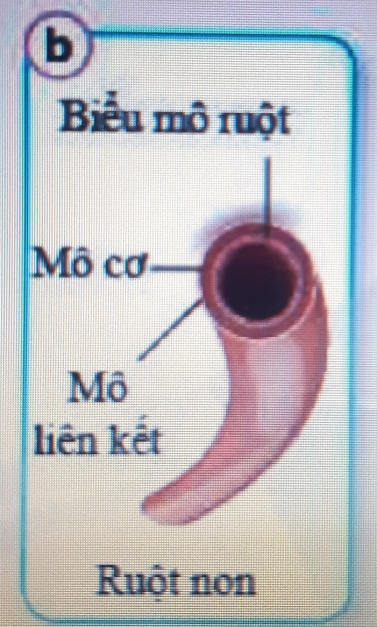 b
Biểu mô ruột
Mô cơ
Mô
liên kết
Ruột non